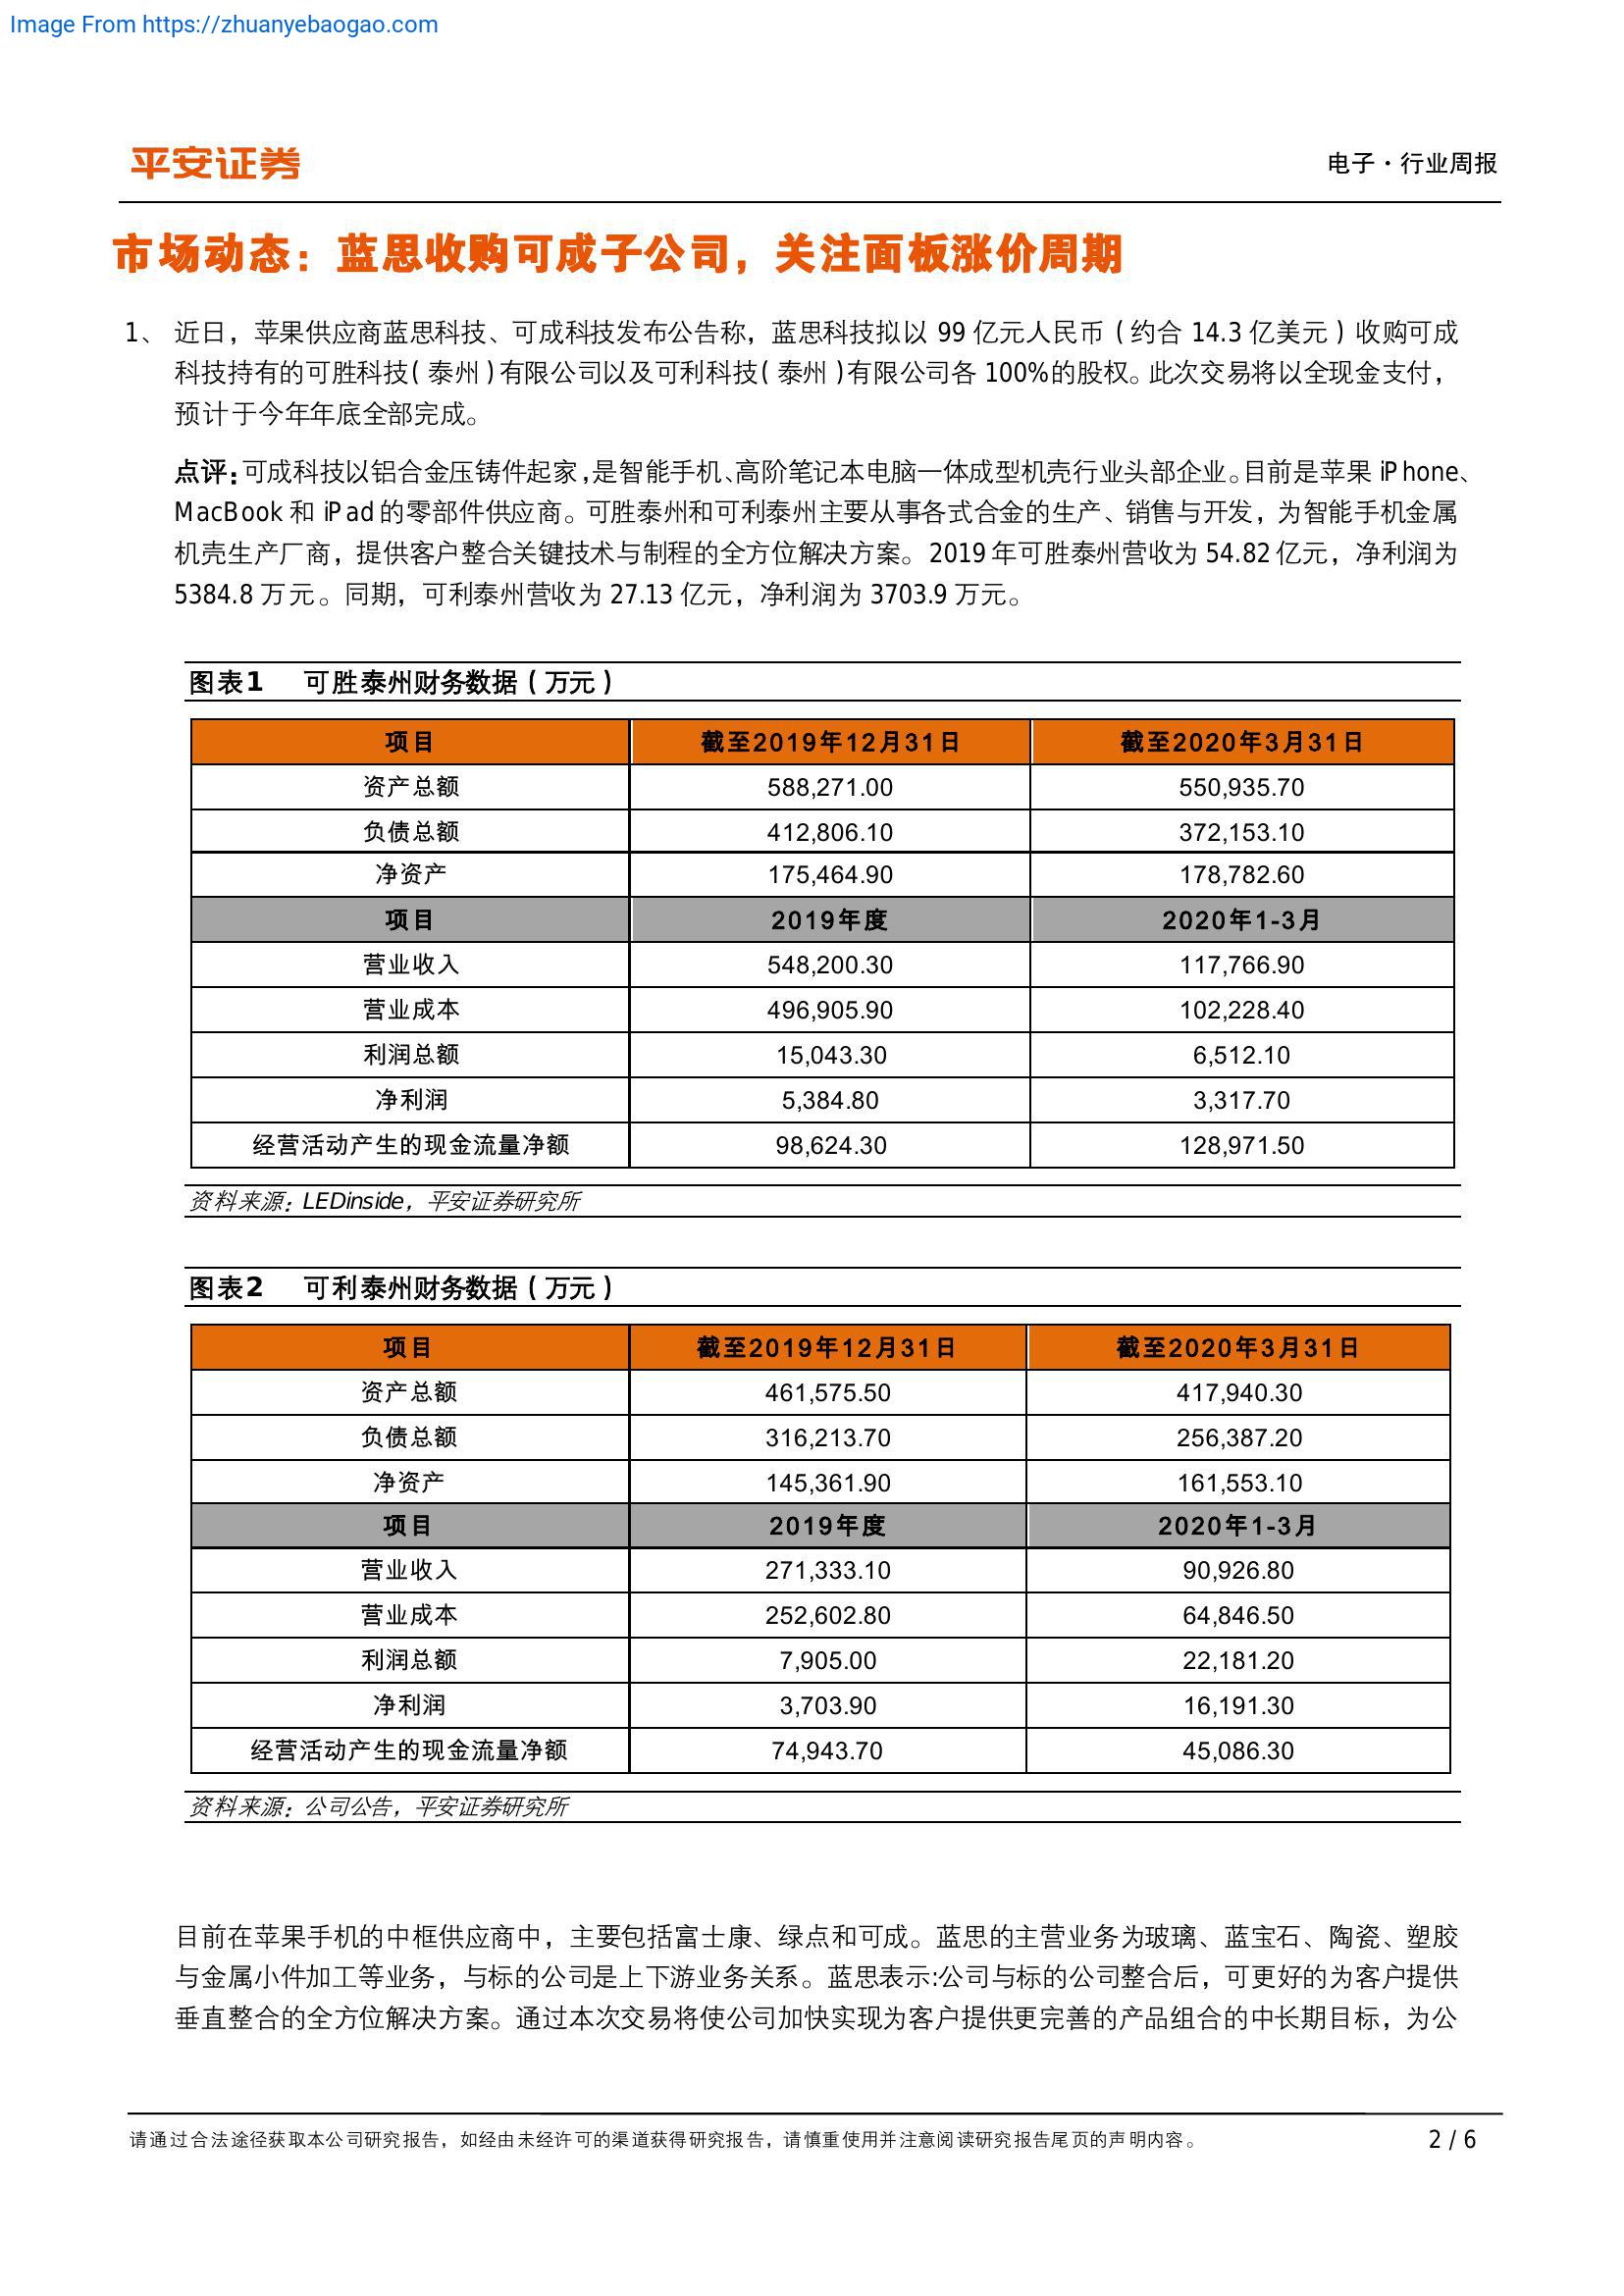 Image From https://zhuanyebaogao.com
平安证券
电子·行业周报
市场动态：蓝思收购可成子公司，关注面板涨价周期
1、 近日，苹果供应商蓝思科技、可成科技发布公告称，蓝思科技拟以 99 亿元人民币（约合 14.3 亿美元）收购可成
科技持有的可胜科技(泰州)有限公司以及可利科技(泰州)有限公司各 100%的股权。此次交易将以全现金支付，
预计于今年年底全部完成。
点评：可成科技以铝合金压铸件起家，是智能手机、高阶笔记本电脑一体成型机壳行业头部企业。目前是苹果 iPhone、
MacBook 和 iPad 的零部件供应商。可胜泰州和可利泰州主要从事各式合金的生产、销售与开发，为智能手机金属
机壳生产厂商，提供客户整合关键技术与制程的全方位解决方案。2019 年可胜泰州营收为 54.82 亿元，净利润为
5384.8 万元。同期，可利泰州营收为 27.13 亿元，净利润为 3703.9 万元。
图表1 可胜泰州财务数据（万元）
项目 截至2019年12月31日 截至2020年3月31日
资产总额 588,271.00 550,935.70
负债总额 412,806.10 372,153.10
净资产 175,464.90 178,782.60
项目 2019年度 2020年1-3月
营业收入 548,200.30 117,766.90
营业成本 496,905.90 102,228.40
利润总额 15,043.30 6,512.10
净利润 5,384.80 3,317.70
经营活动产生的现金流量净额 98,624.30 128,971.50
资料来源：LEDinside，平安证券研究所
图表2 可利泰州财务数据（万元）
项目 截至2019年12月31日 截至2020年3月31日
资产总额 461,575.50 417,940.30
负债总额 316,213.70 256,387.20
净资产 145,361.90 161,553.10
项目 2019年度 2020年1-3月
营业收入 271,333.10 90,926.80
营业成本 252,602.80 64,846.50
利润总额 7,905.00 22,181.20
净利润 3,703.90 16,191.30
经营活动产生的现金流量净额 74,943.70 45,086.30
资料来源：公司公告，平安证券研究所
目前在苹果手机的中框供应商中，主要包括富士康、绿点和可成。蓝思的主营业务为玻璃、蓝宝石、陶瓷、塑胶
与金属小件加工等业务，与标的公司是上下游业务关系。蓝思表示:公司与标的公司整合后，可更好的为客户提供
垂直整合的全方位解决方案。通过本次交易将使公司加快实现为客户提供更完善的产品组合的中长期目标，为公
请通过合法途径获取本公司研究报告，如经由未经许可的渠道获得研究报告，请慎重使用并注意阅读研究报告尾页的声明内容。
2 / 6